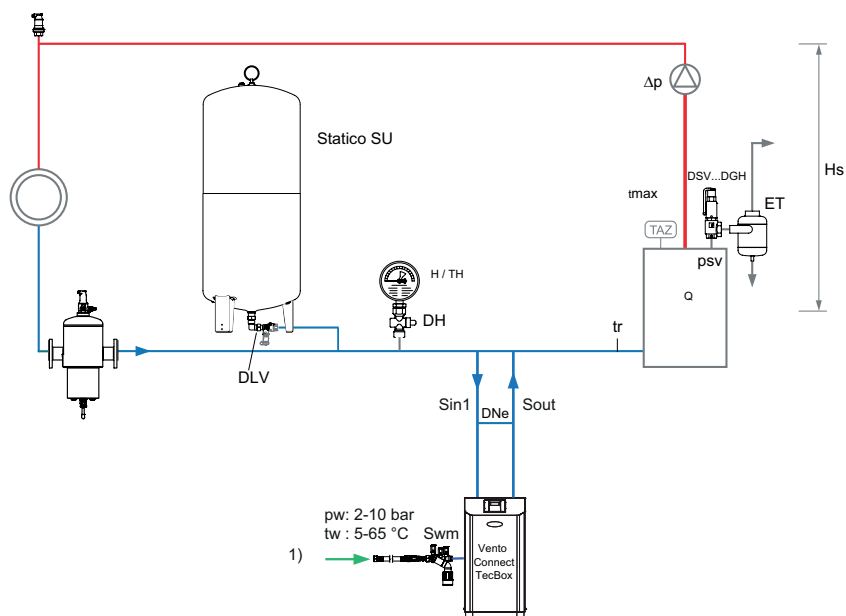 Δp
Statico SU
Hs
DSV...DGH
tmax
ET
TAZ
psv
H / TH
Q
DH
tr
DLV
Sin1
Sout
DNe
pw: 2-10 bar
tw : 5-65 °C
Swm
1)
Vento
Connect
TecBox